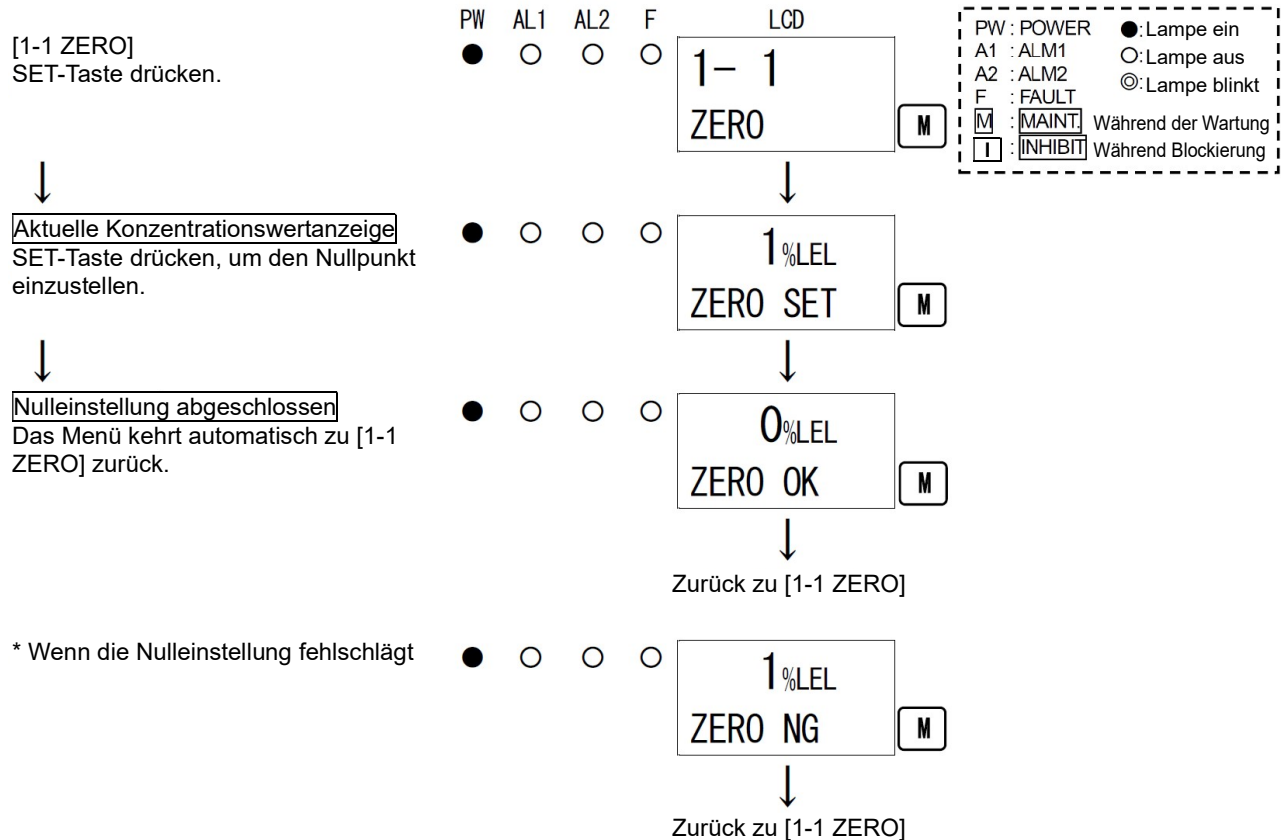 PW AL1 AL2 F LCD
[1-1 ZERO]
SET-Taste drücken.
1- 1
ZERO
M
PW : POWER ●:Lampe ein
A1 : ALM1 ○:Lampe aus
A2 : ALM2 ◎:Lampe blinkt
F : FAULT
M : MAINT. Während der Wartung
I : INHIBIT Während Blockierung
Aktuelle Konzentrationswertanzeige
SET-Taste drücken, um den Nullpunkt
einzustellen.
1%LEL
ZERO SET
M
Nulleinstellung abgeschlossen
Das Menü kehrt automatisch zu [1-1
ZERO] zurück.
0%LEL
ZERO OK
M
Zurück zu [1-1 ZERO]
* Wenn die Nulleinstellung fehlschlägt
1%LEL
ZERO NG
M
Zurück zu [1-1 ZERO]